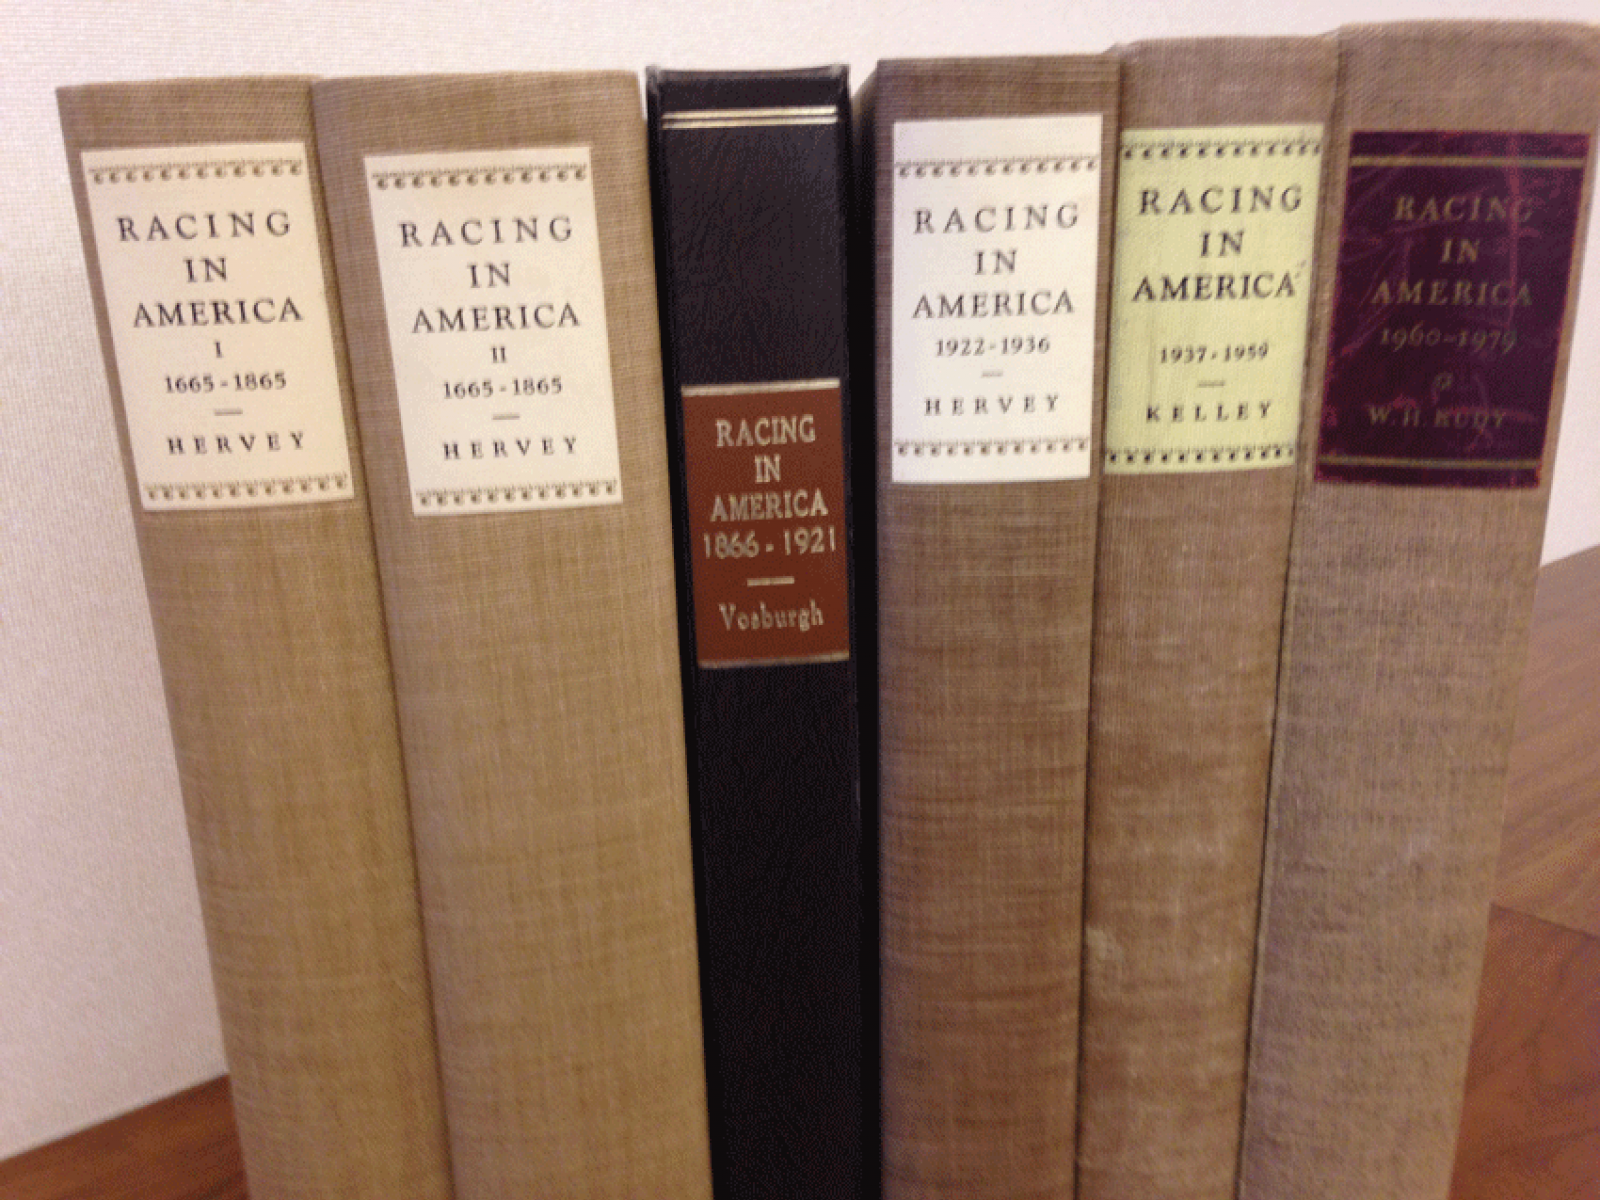 RACING
IN
AMERICA
I
1665-1865
HERVEY
RACING
IN
AMERICA
II
1665-1865
HERVEY
RACING
IN
AMERICA
1866-1921
Vosburgh
RACING
IN
AMERICA
1922-1936
HERVEY
RACING
IN
AMERICA
1937-1959
KELLEY
RACING
IN
AMERICA
1960-1979
W.H. RUDY